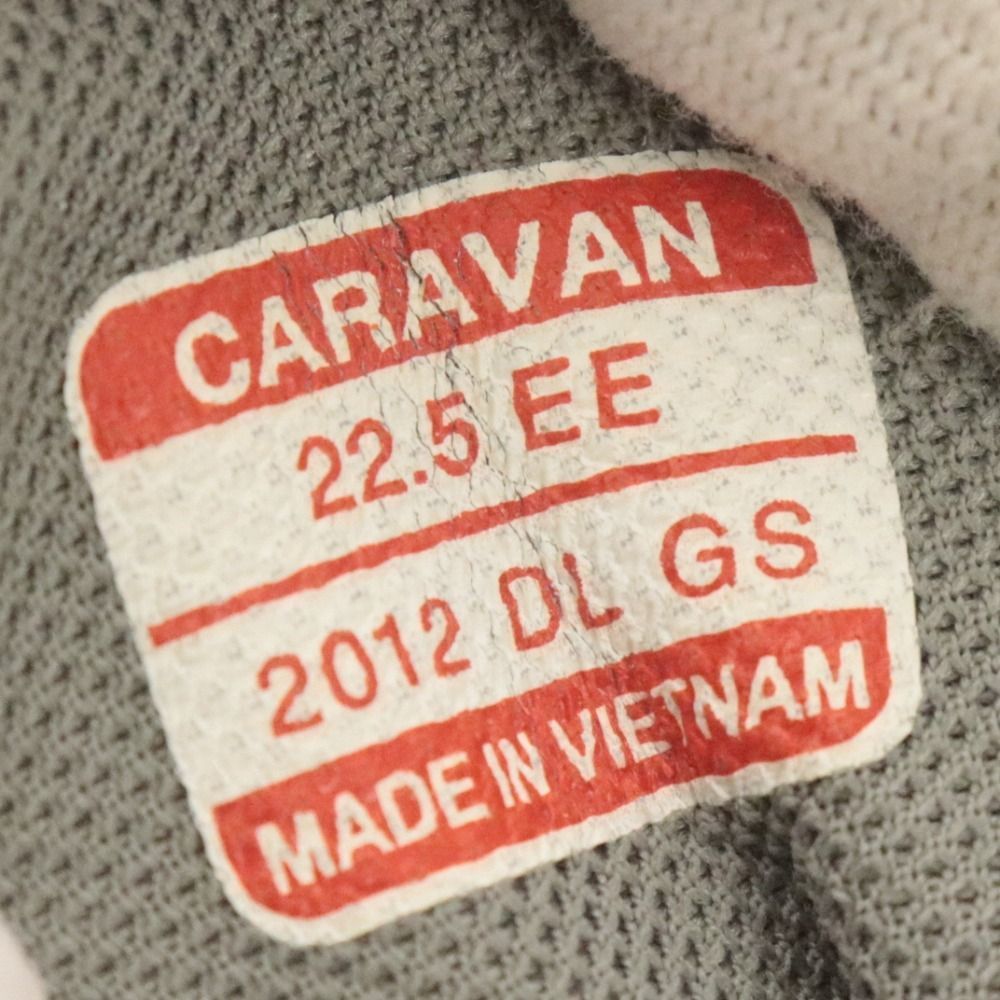 CARAVAN
22.5 EE
2012 DL GS
MADE IN VIETNAM